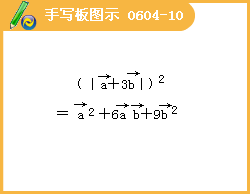 手写板图示 0604-10
(|a⃗+3b⃗|)²
= a⃗²+6a⃗ b⃗+9b⃗²